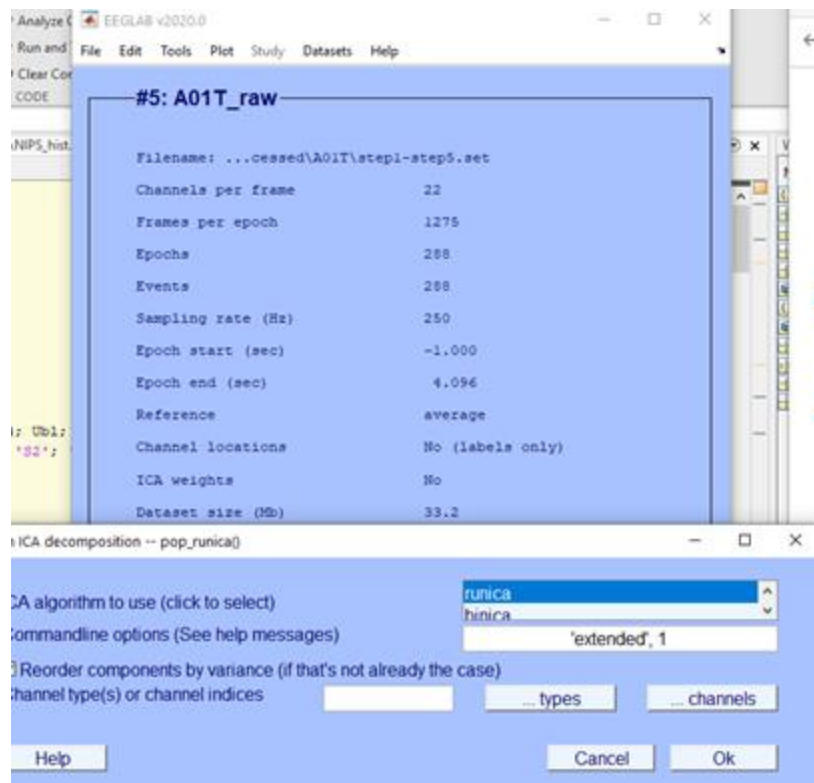 Analyze
EEGLAB v2020.0
Run and
File Edit Tools Plot Study Datasets Help
Clear Co
CODE
#5: A01T_raw
\NIPS_hist.
Filename: ...cessed\A01T\step1-step5.set
Channels per frame 22
Frames per epoch 1275
Epochs 288
Events 288
Sampling rate (Hz) 250
Epoch start (sec) -1.000
Epoch end (sec) 4.096
Reference average
; Ubl;
Channel locations No (labels only)
'S2';
ICA weights No
Dataset size (Mb) 33.2
ICA decomposition -- pop_runica()
CA algorithm to use (click to select) runica
binica
ommandline options (See help messages) 'extended', 1
Reorder components by variance (if that's not already the case)
hannel type(s) or channel indices ... types ... channels
Help Cancel Ok